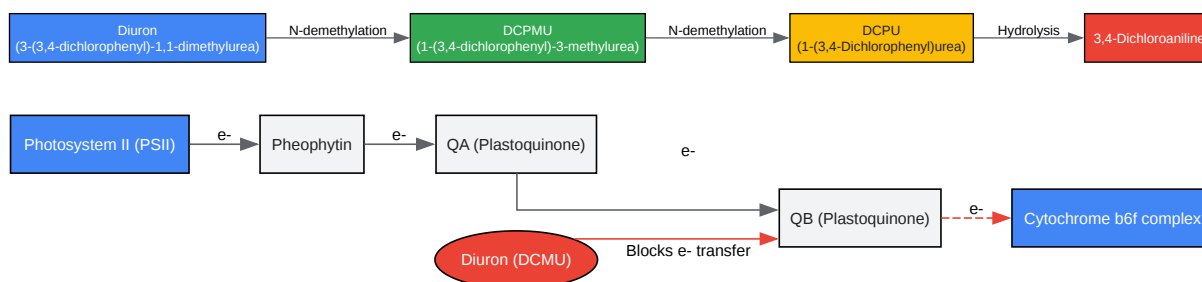 Diuron
(3-(3,4-dichlorophenyl)-1,1-dimethylurea)
N-demethylation
DCPMU
(1-(3,4-dichlorophenyl)-3-methylurea)
N-demethylation
DCPU
(1-(3,4-Dichlorophenyl)urea)
Hydrolysis
3,4-Dichloroaniline
Photosystem II (PSII)
e-
Pheophytin
e-
QA (Plastoquinone)
e-
QB (Plastoquinone)
e-
Cytochrome b6f complex
Diuron (DCMU)
Blocks e- transfer